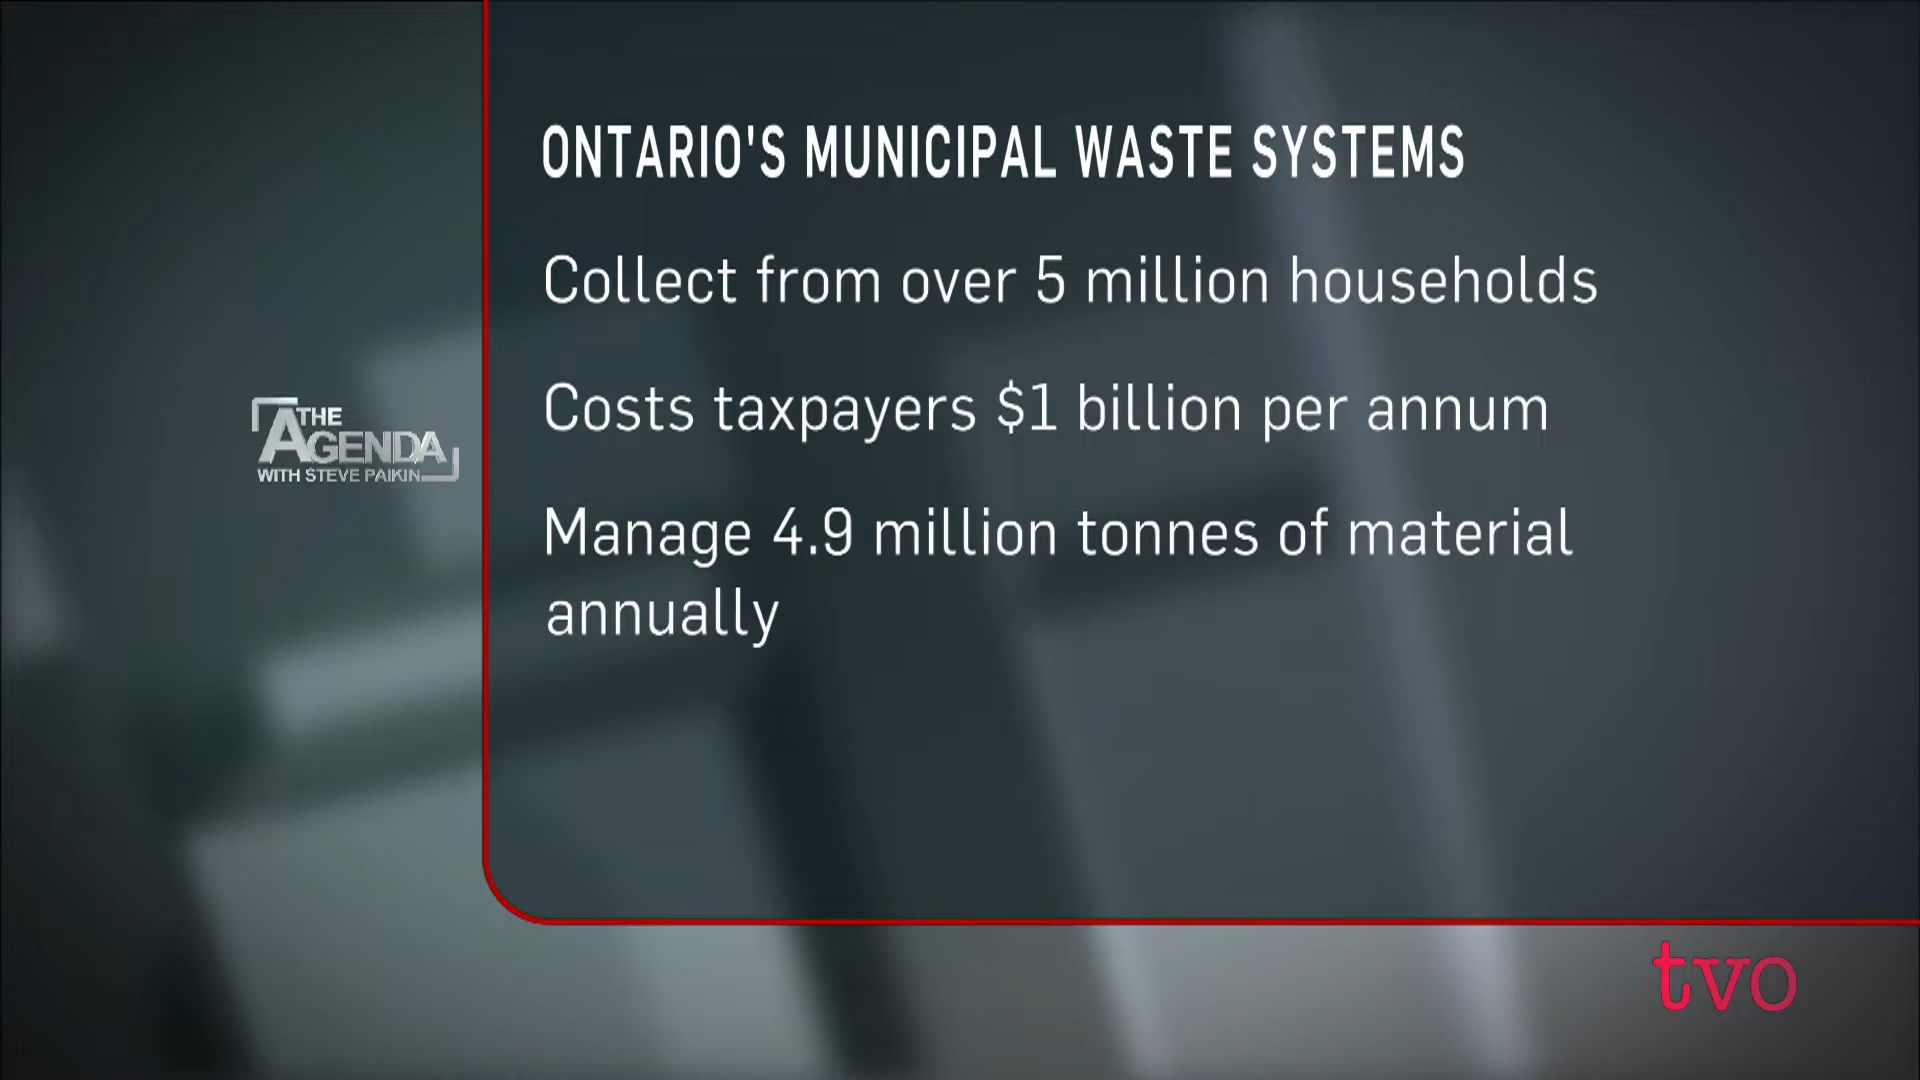 ONTARIO'S MUNICIPAL WASTE SYSTEMS
Collect from over 5 million households
Costs taxpayers $1 billion per annum
Manage 4.9 million tonnes of material
annually
THE
AGENDA
WITH STEVE PAIKIN
tvo